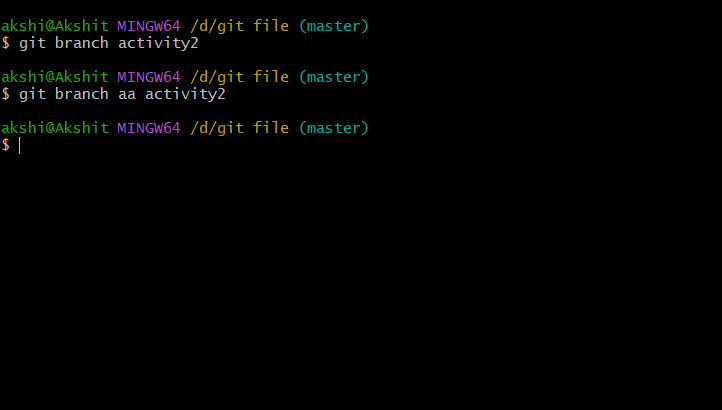 akshi@Akshit MINGW64 /d/git file (master)
$ git branch activity2
akshi@Akshit MINGW64 /d/git file (master)
$ git branch aa activity2
akshi@Akshit MINGW64 /d/git file (master)
$